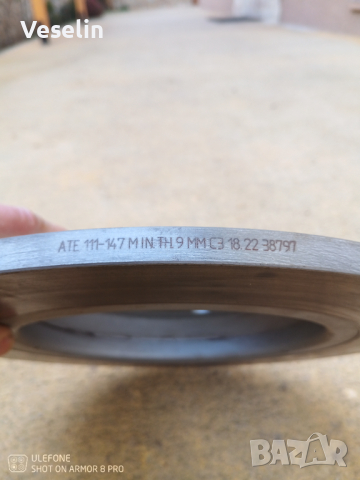 Veselin
ATE 111-147 MIN.TH.9 MM C3 18 22 38797
ULEFONE
SHOT ON ARMOR 8 PRO
BAZAR